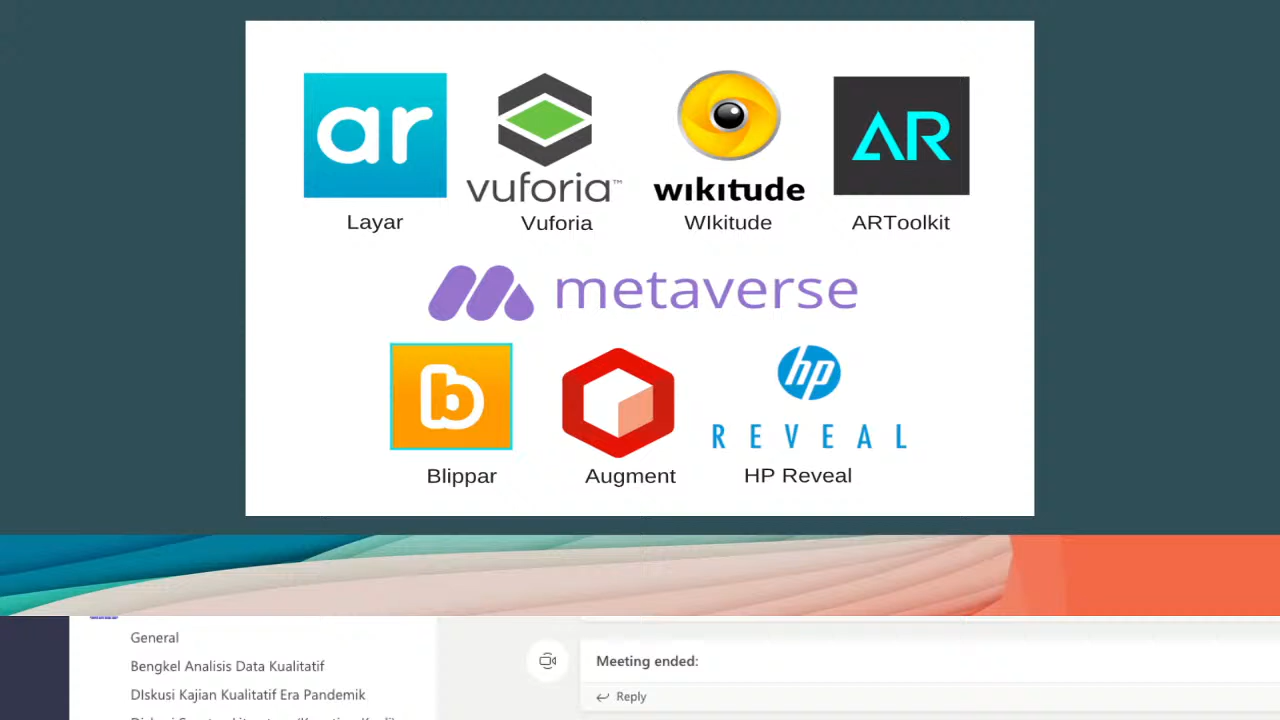 ar
vuforia™
wikitude
AR
Layar
Vuforia
WIkitude
ARToolkit
metaverse
b
hp
REVEAL
Blippar
Augment
HP Reveal
General
Bengkel Analisis Data Kualitatif
DIskusi Kajian Kualitatif Era Pandemik
Meeting ended:
Reply